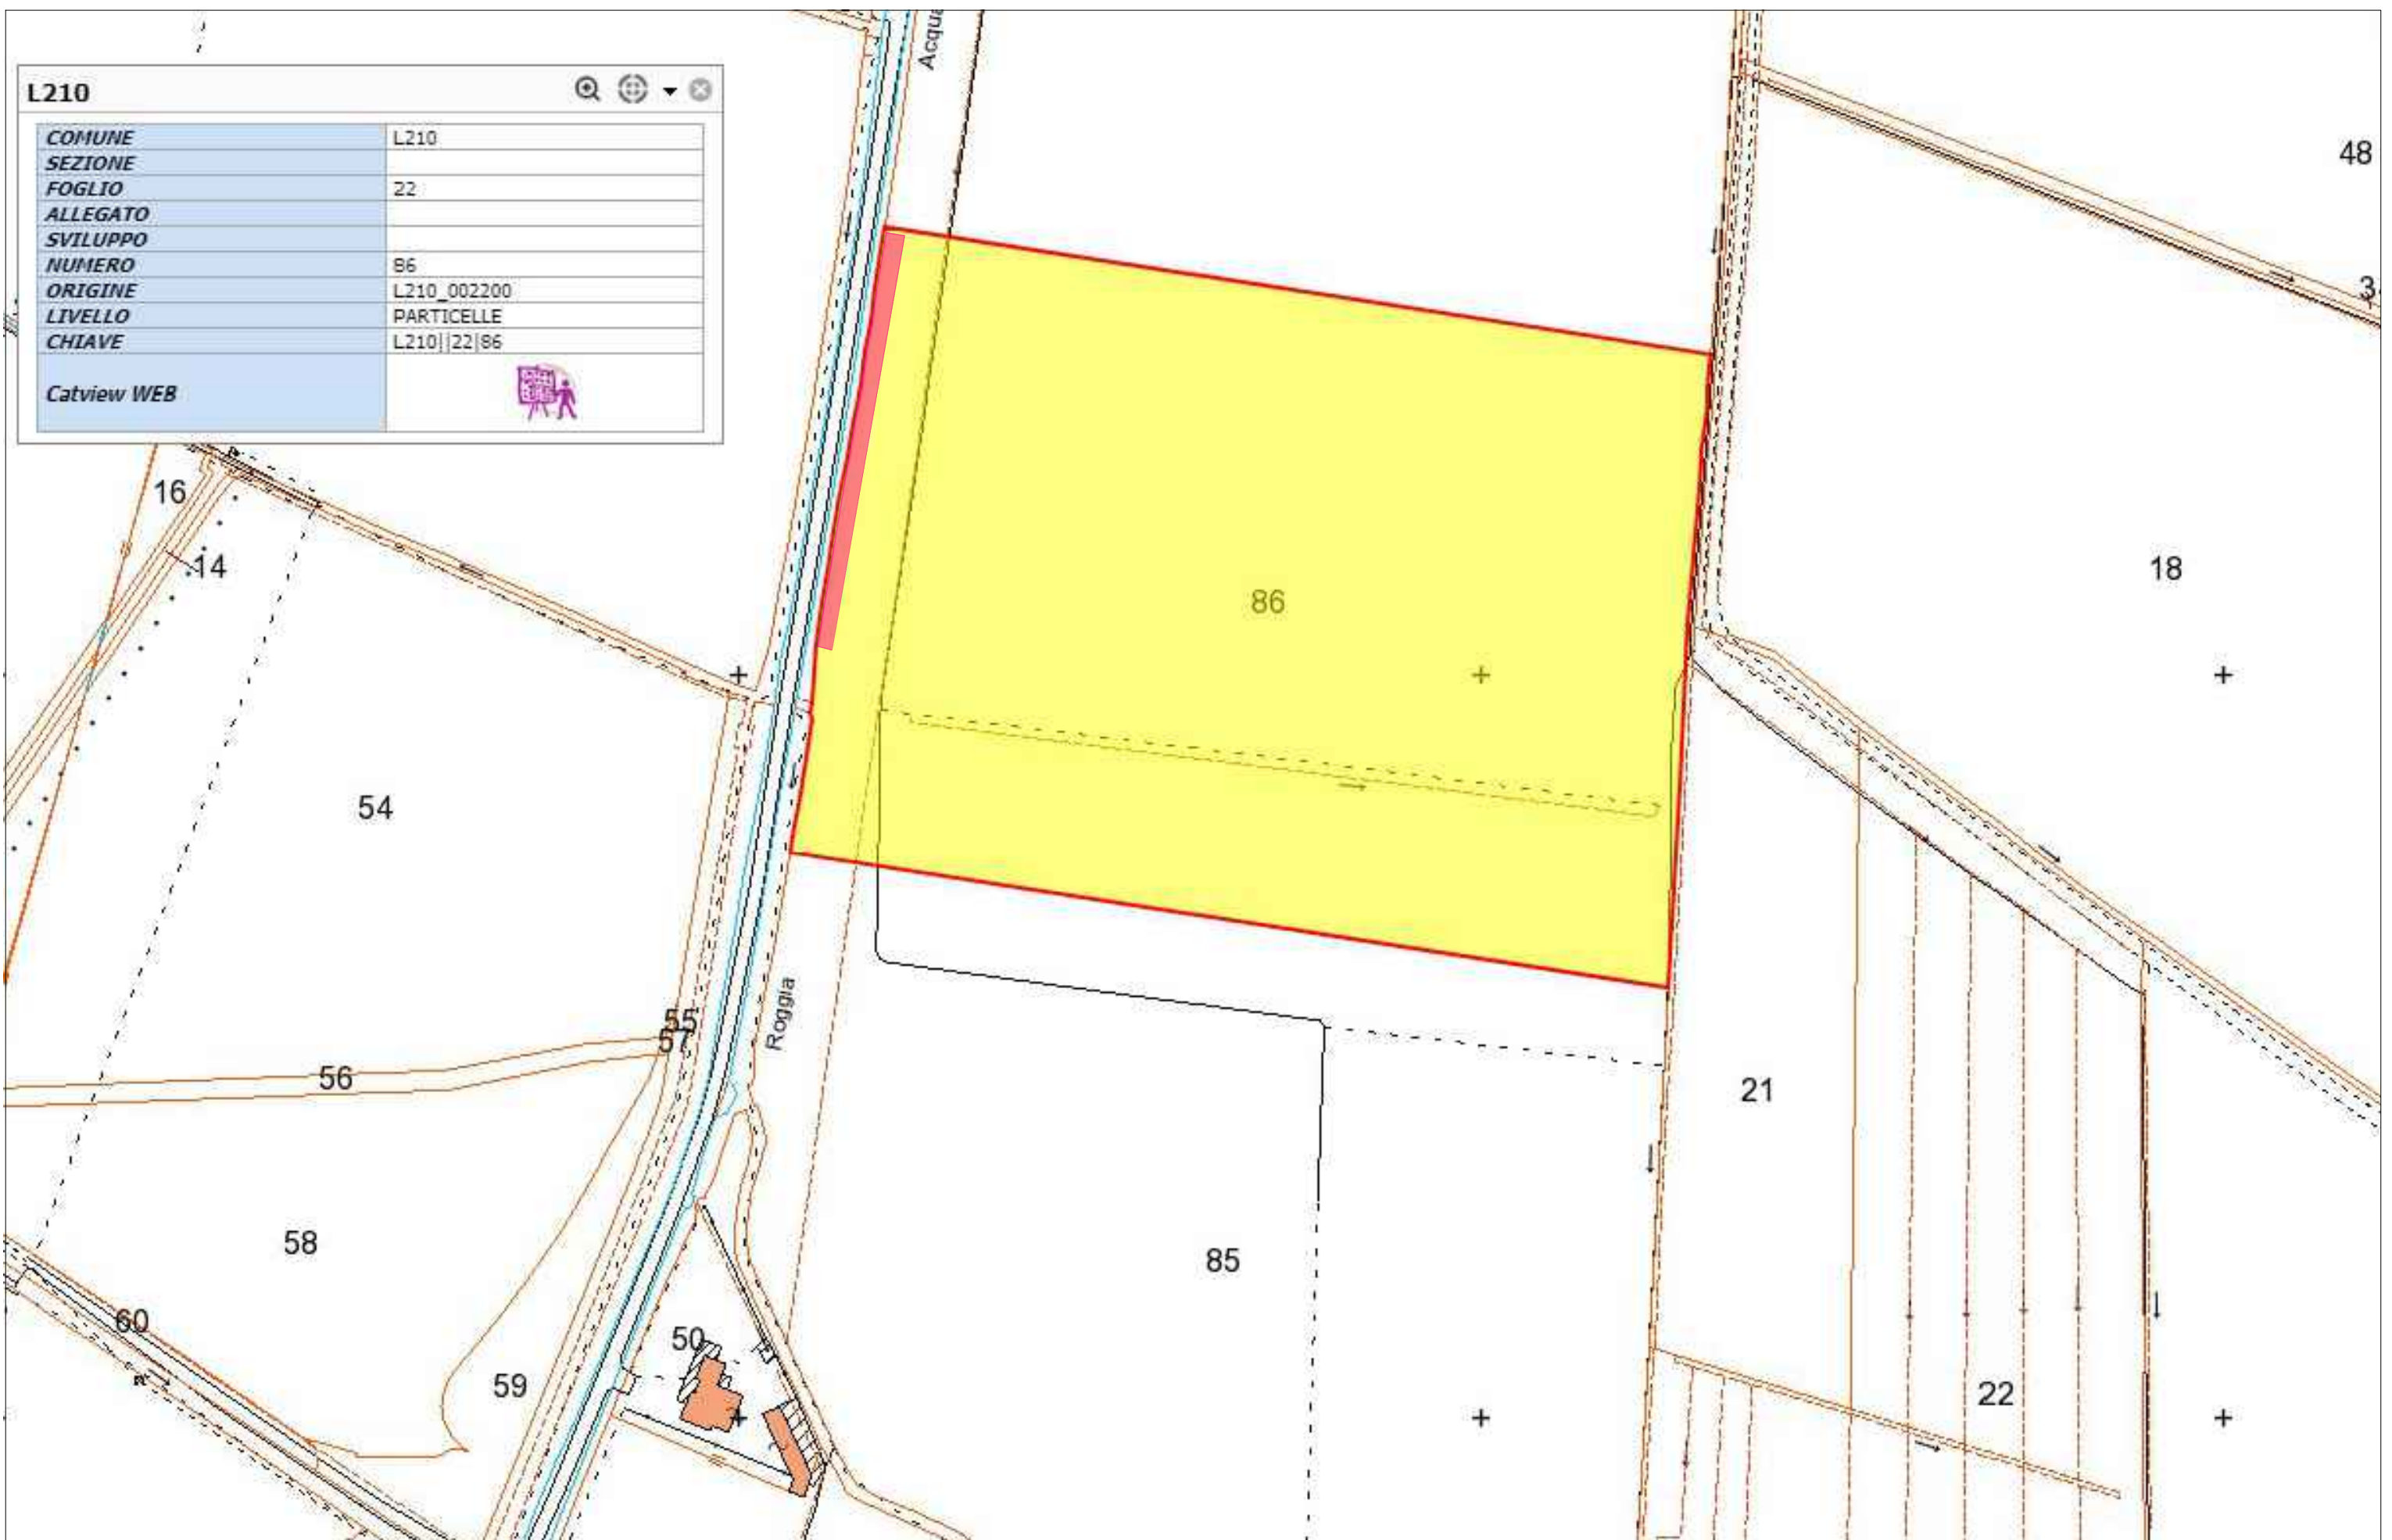 L210
COMUNE L210
SEZIONE
FOGLIO 22
ALLEGATO
SVILUPPO
NUMERO 86
ORIGINE L210_002200
LIVELLO PARTICELLE
CHIAVE L210||22|86
Catview WEB
Acqua
48
16
14
86
18
54
Roggia
55
57
56
21
58
85
60
50
59
22